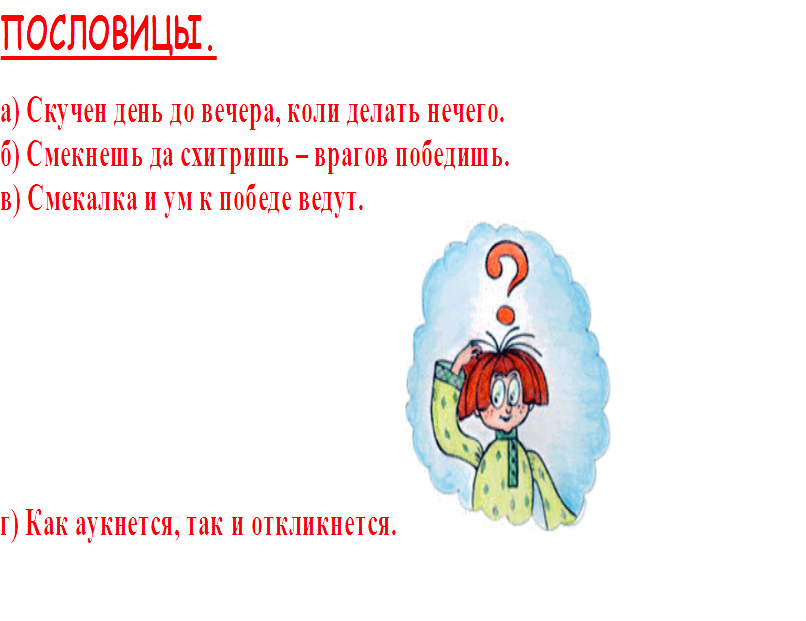 ПОСЛОВИЦЫ.
а) Скучен день до вечера, коли делать нечего.
б) Смекнешь да схитришь – врагов победишь.
в) Смекалка и ум к победе ведут.
?
г) Как аукнется, так и откликнется.